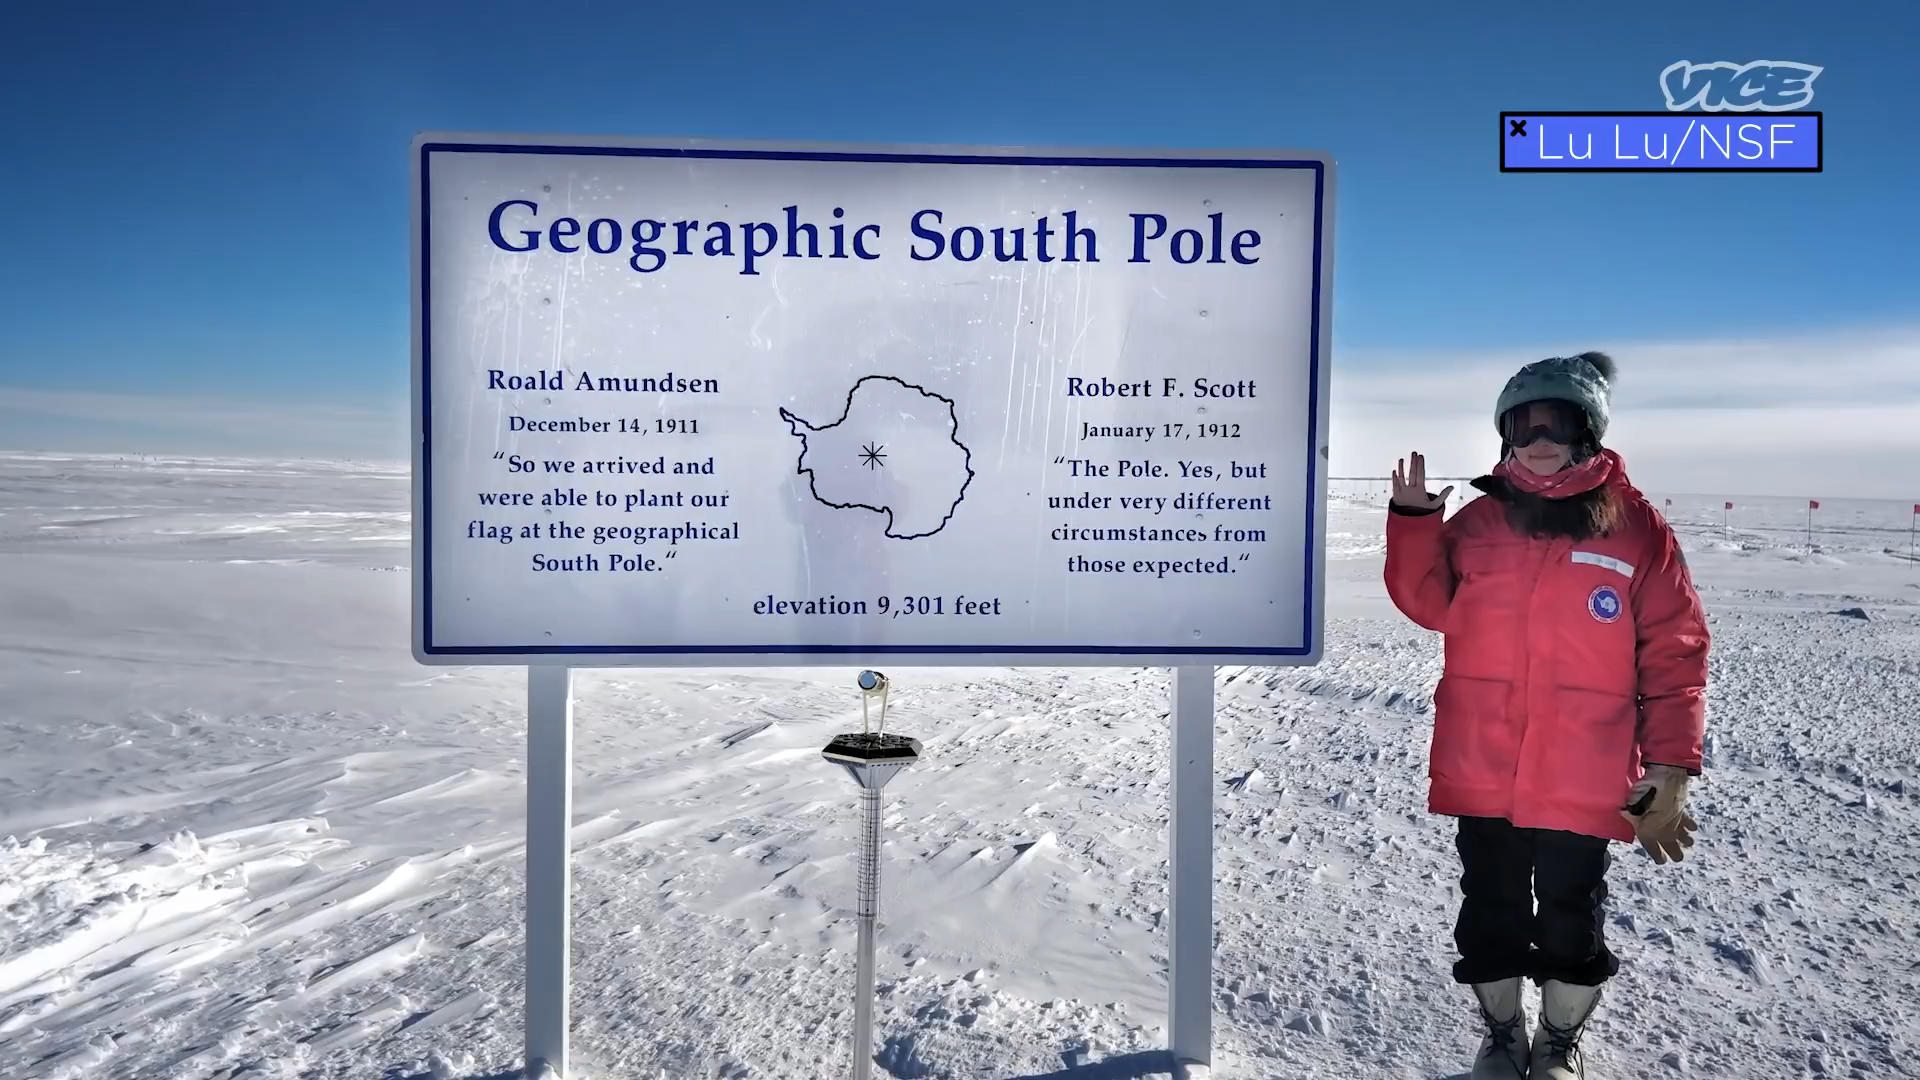 VICE
× Lu Lu/NSF
Geographic South Pole
Roald Amundsen
December 14, 1911
“So we arrived and
were able to plant our
flag at the geographical
South Pole.“
Robert F. Scott
January 17, 1912
“The Pole. Yes, but
under very different
circumstances from
those expected.“
elevation 9,301 feet